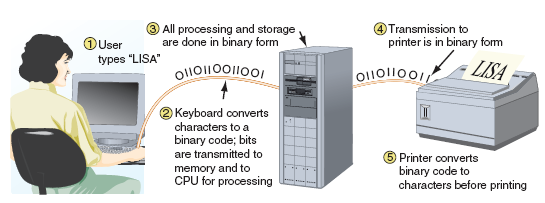 ① User
types “LISA”
③ All processing and storage
are done in binary form
④ Transmission to
printer is in binary form
011011001001
② Keyboard converts
characters to a
binary code; bits
are transmitted to
memory and to
CPU for processing
011011001
LISA
⑤ Printer converts
binary code to
characters before printing